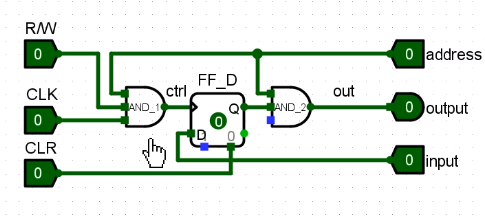 R/W
0
0
address
CLK
0
AND_1
ctrl
FF_D
Q
0
D
0
AND_2
out
0
output
CLR
0
0
input